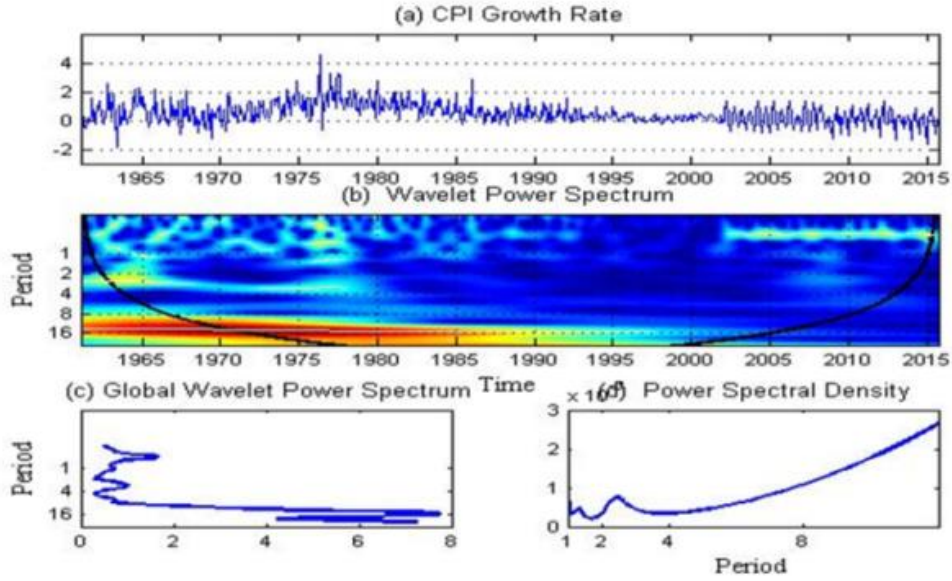 (a) CPI Growth Rate
4
2
0
-2
1965 1970 1975 1980 1985 1990 1995 2000 2005 2010 2015
(b) Wavelet Power Spectrum
Period
1
2
4
8
16
1965 1970 1975 1980 1985 1990 1995 2000 2005 2010 2015
Time
(c) Global Wavelet Power Spectrum
Period
1
4
16
0 2 4 6 8
(d) Power Spectral Density
× 10
3
2
1
0
1 2 4 8
Period